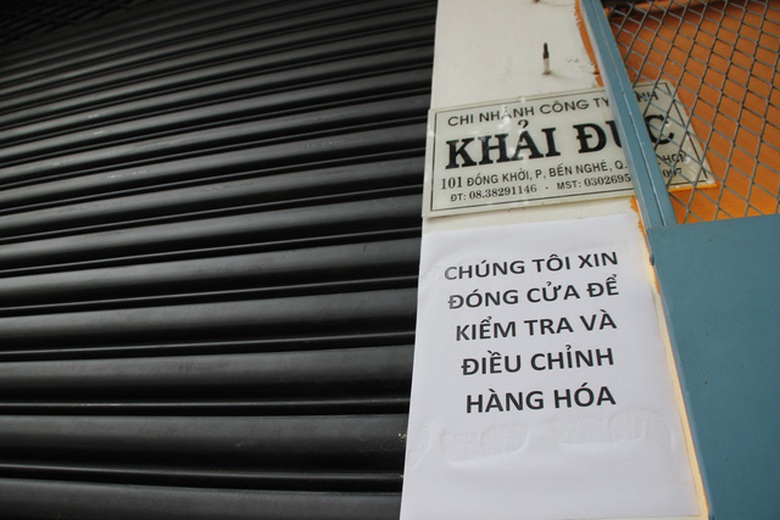 CHI NHÁNH CÔNG TY
KHẢI ĐỨC
101 ĐỒNG KHỞI, P, BẾN NGHÉ, Q.
ĐT: 08.38291146 - MST: 0302695
CHÚNG TÔI XIN
ĐÓNG CỬA ĐỂ
KIỂM TRA VÀ
ĐIỀU CHỈNH
HÀNG HÓA